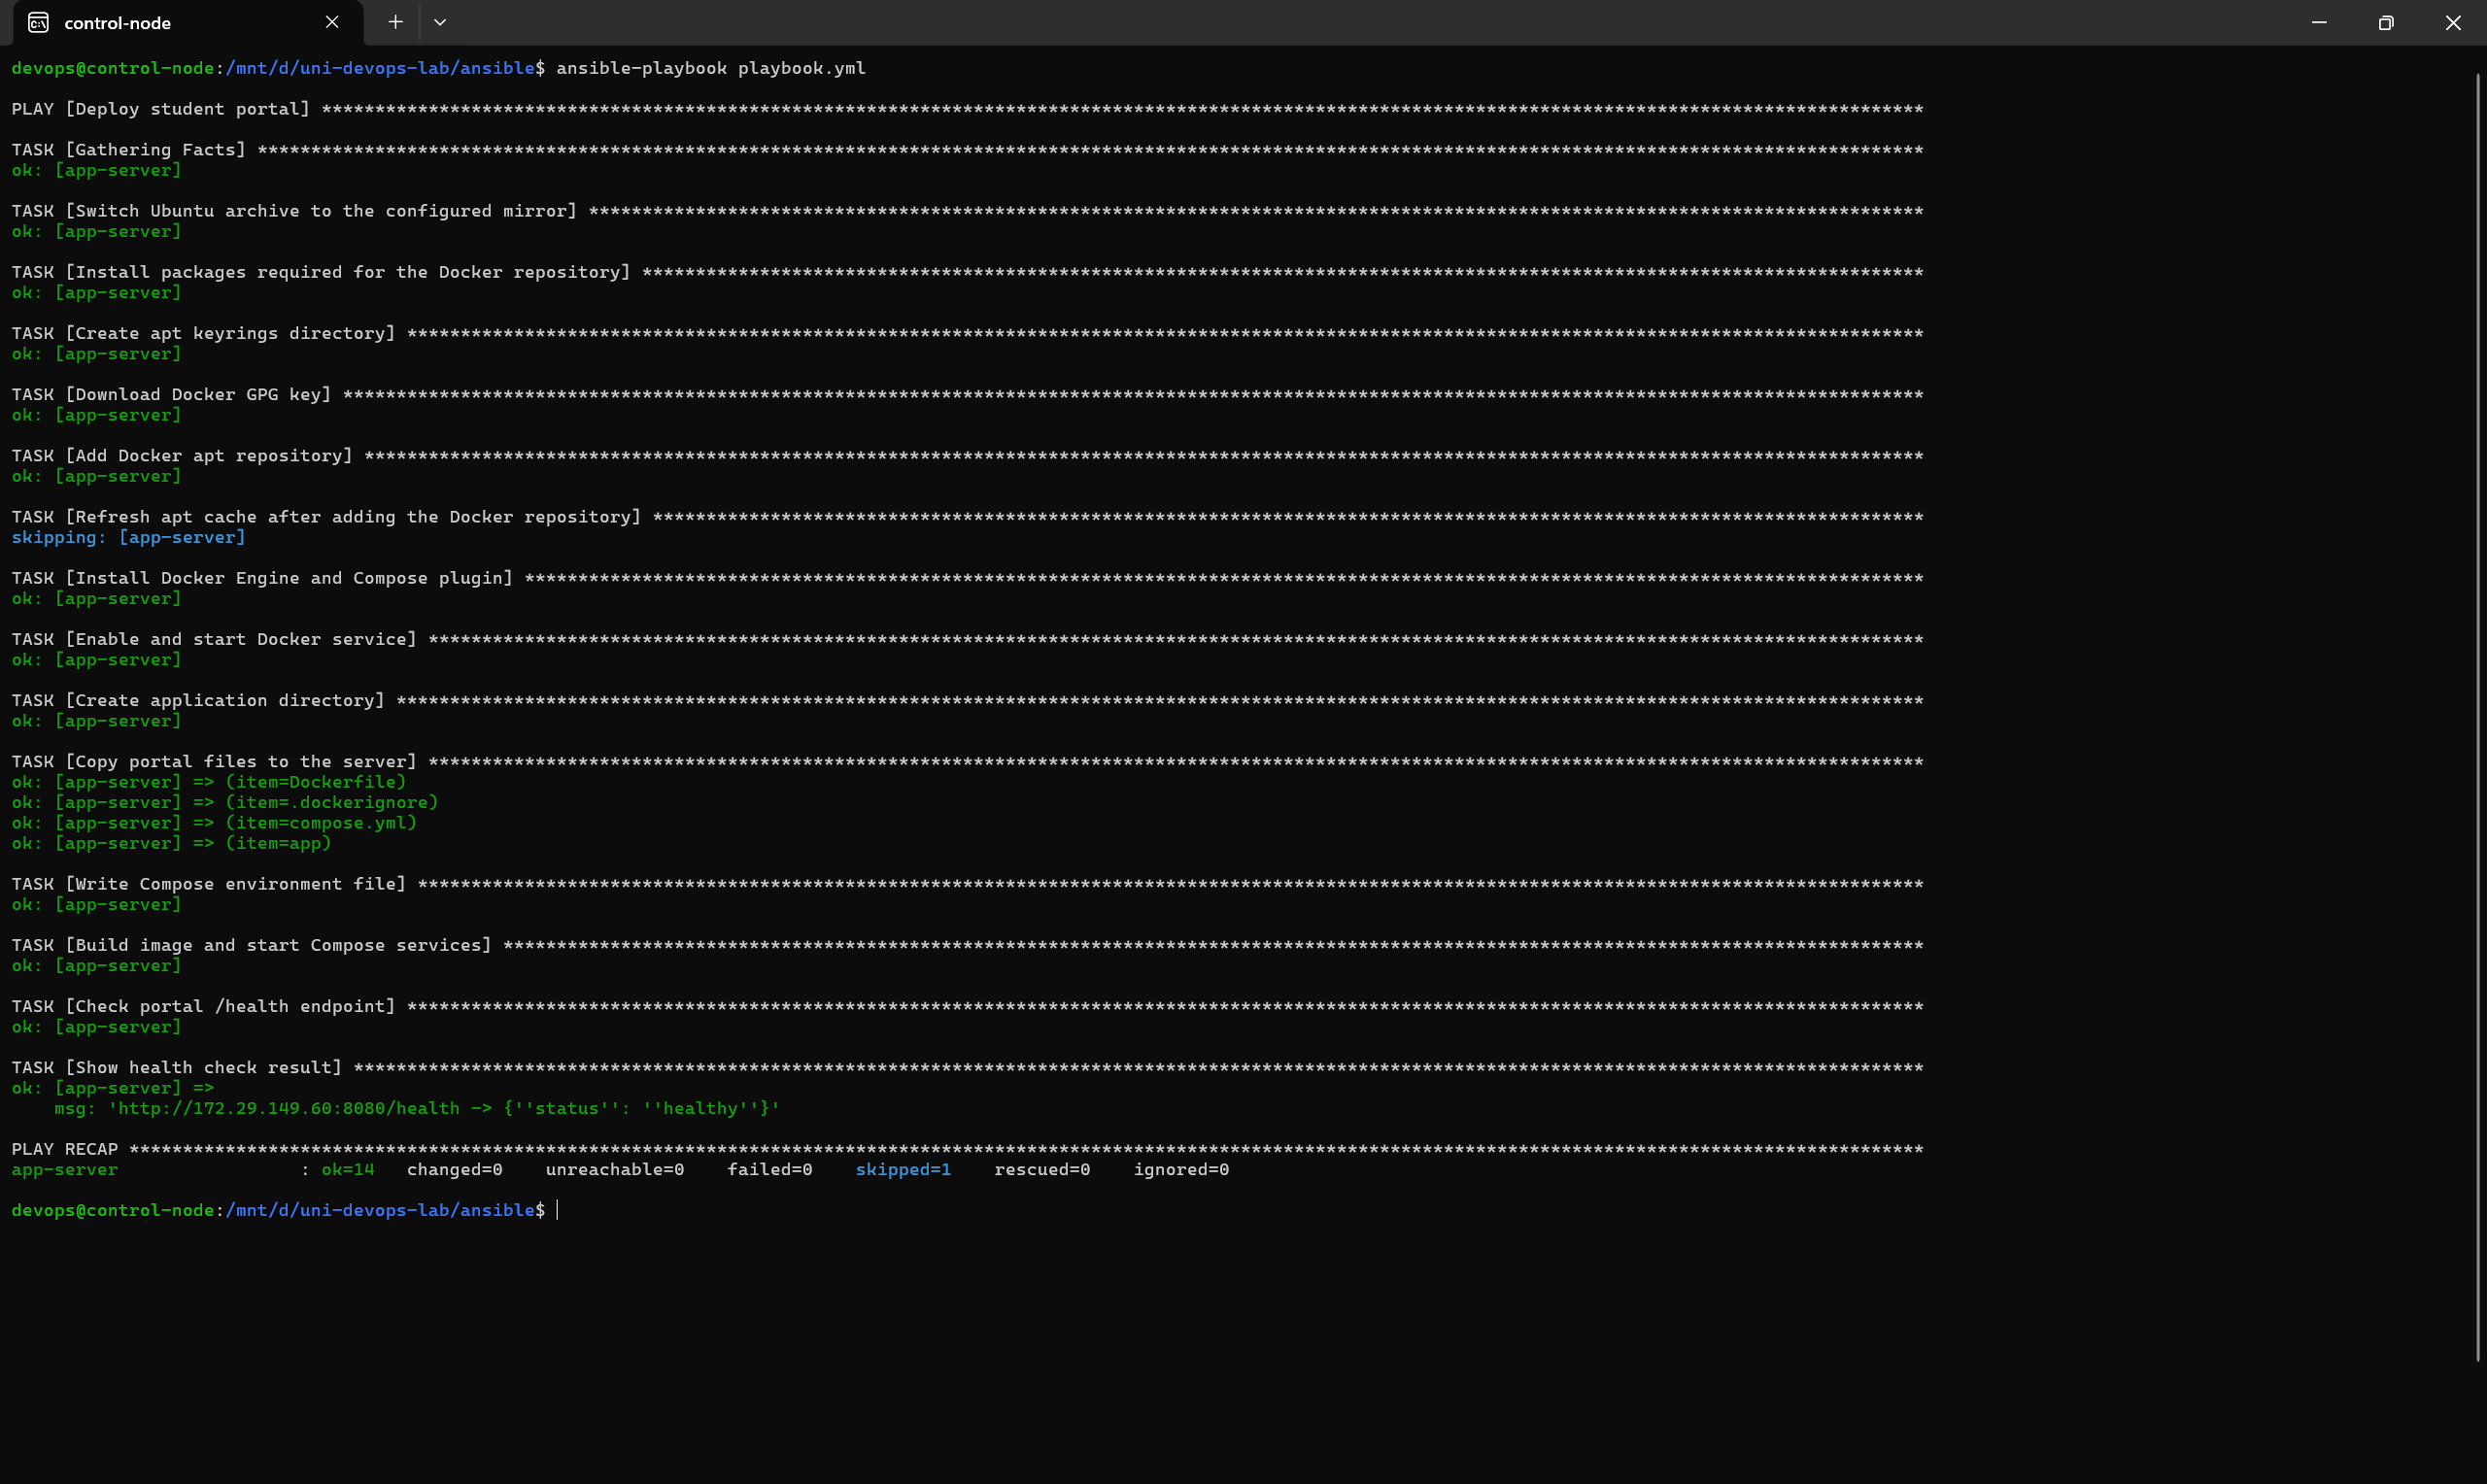 control-node
devops@control-node:/mnt/d/uni-devops-lab/ansible$ ansible-playbook playbook.yml
PLAY [Deploy student portal] ******************************************************************************************************************************************************
TASK [Gathering Facts] ************************************************************************************************************************************************************
ok: [app-server]
TASK [Switch Ubuntu archive to the configured mirror] *****************************************************************************************************************************
ok: [app-server]
TASK [Install packages required for the Docker repository] ************************************************************************************************************************
ok: [app-server]
TASK [Create apt keyrings directory] **********************************************************************************************************************************************
ok: [app-server]
TASK [Download Docker GPG key] ****************************************************************************************************************************************************
ok: [app-server]
TASK [Add Docker apt repository] **************************************************************************************************************************************************
ok: [app-server]
TASK [Refresh apt cache after adding the Docker repository] ***********************************************************************************************************************
skipping: [app-server]
TASK [Install Docker Engine and Compose plugin] ***********************************************************************************************************************************
ok: [app-server]
TASK [Enable and start Docker service] ********************************************************************************************************************************************
ok: [app-server]
TASK [Create application directory] ***********************************************************************************************************************************************
ok: [app-server]
TASK [Copy portal files to the server] ********************************************************************************************************************************************
ok: [app-server] => (item=Dockerfile)
ok: [app-server] => (item=.dockerignore)
ok: [app-server] => (item=compose.yml)
ok: [app-server] => (item=app)
TASK [Write Compose environment file] *********************************************************************************************************************************************
ok: [app-server]
TASK [Build image and start Compose services] *************************************************************************************************************************************
ok: [app-server]
TASK [Check portal /health endpoint] **********************************************************************************************************************************************
ok: [app-server]
TASK [Show health check result] ***************************************************************************************************************************************************
ok: [app-server] =>
    msg: 'http://172.29.149.60:8080/health -> {''status'': ''healthy''}'
PLAY RECAP ************************************************************************************************************************************************************************
app-server                 : ok=14   changed=0    unreachable=0    failed=0    skipped=1    rescued=0    ignored=0
devops@control-node:/mnt/d/uni-devops-lab/ansible$